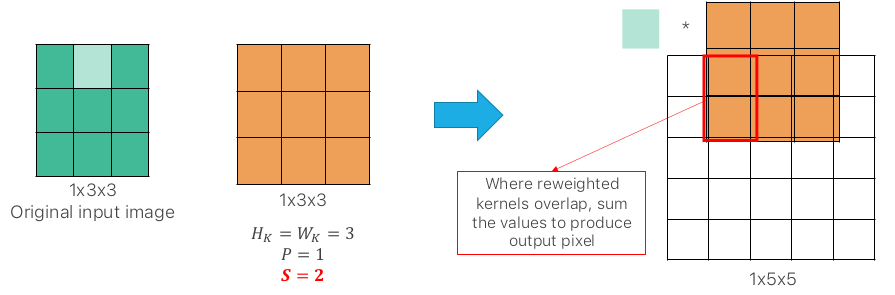 1x3x3
Original input image
1x3x3
H_K = W_K = 3
P = 1
S = 2
*
Where reweighted
kernels overlap, sum
the values to produce
output pixel
1x5x5